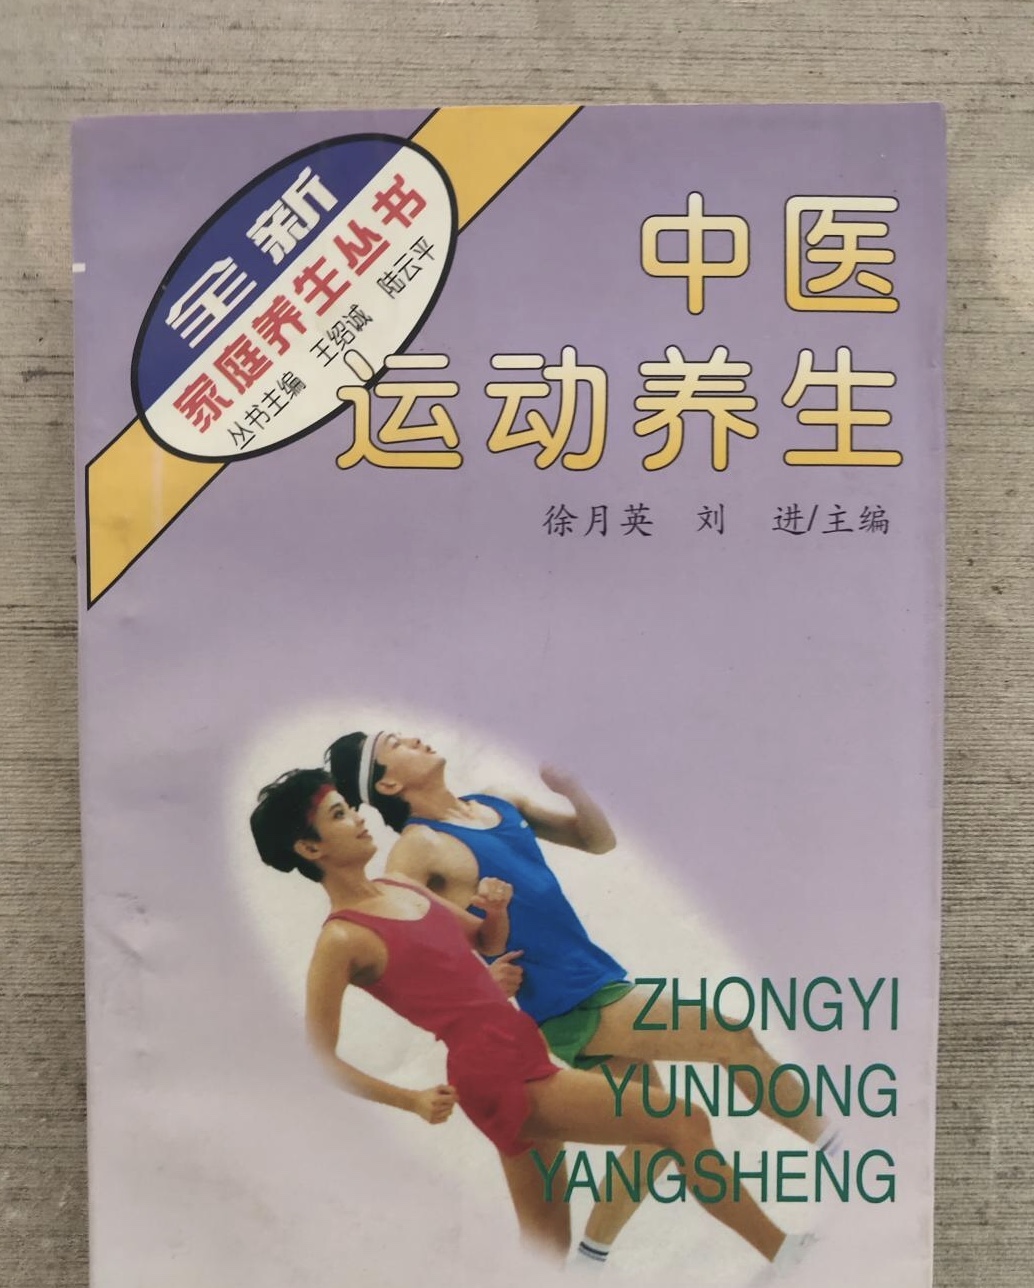 全新
家庭养生丛书
丛书主编 王绍诚 陆云平
中医
运动养生
徐月英 刘 进/主编
ZHONGYI
YUNDONG
YANGSHENG